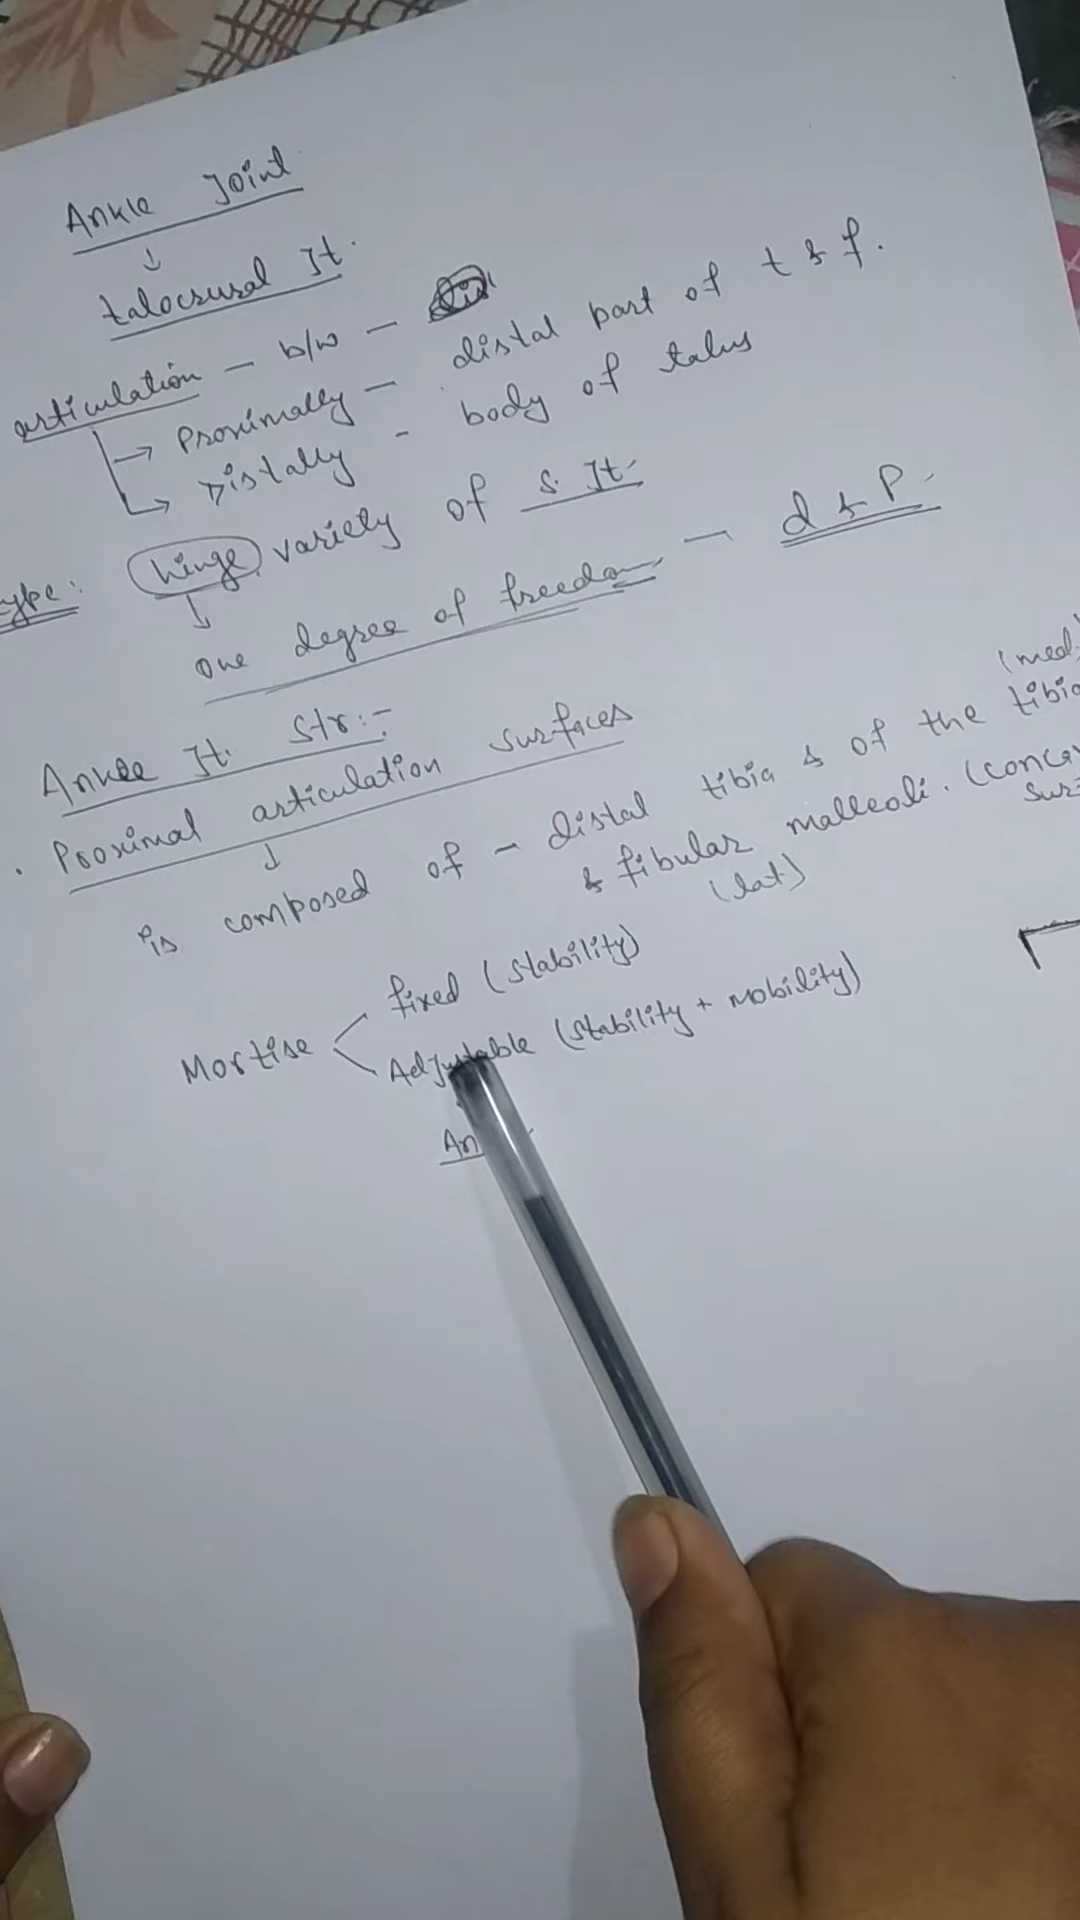 Ankle Joint
↓
talocrural Jt.
articulation - b/w -
→ Proximally - distal part of t & f.
→ Distally - body of talus
Type: hinge variety of s. Jt.
↓
one degree of freedom - d & P.
Ankle Jt. Str:-
(med)
. Proximal articulation surfaces
↓
is composed of - distal tibia & of the tibia
& fibular malleoli. (conca
sur
(lat)
Mortise < fixed (stability)
Adjustable (stability + Mobility)
An